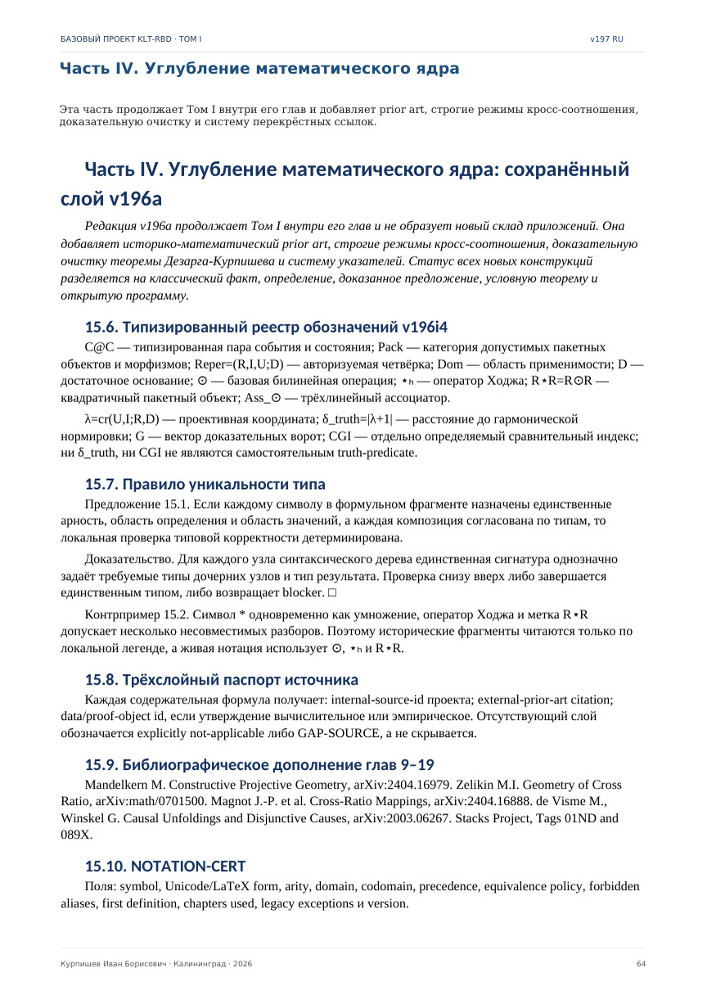 БАЗОВЫЙ ПРОЕКТ KLT-RBD · ТОМ I
v197 RU
Часть IV. Углубление математического ядра
Эта часть продолжает Том I внутри его глав и добавляет prior art, строгие режимы кросс-соотношения,
доказательную очистку и систему перекрёстных ссылок.
Часть IV. Углубление математического ядра: сохранённый
слой v196a
Редакция v196a продолжает Том I внутри его глав и не образует новый склад приложений. Она
добавляет историко-математический prior art, строгие режимы кросс-соотношения, доказательную
очистку теоремы Дезарга-Курпишева и систему указателей. Статус всех новых конструкций
разделяется на классический факт, определение, доказанное предложение, условную теорему и
открытую программу.
15.6. Типизированный реестр обозначений v196i4
C@C — типизированная пара события и состояния; Pack — категория допустимых пакетных
объектов и морфизмов; Reper=(R,I,U;D) — авторизуемая четвёрка; Dom — область применимости; D —
достаточное основание; ⊙ — базовая билинейная операция; ⋆ₕ — оператор Ходжа; R⋆R=R⊙R —
квадратичный пакетный объект; Ass_⊙ — трёхлинейный ассоциатор.
λ=cr(U,I;R,D) — проективная координата; δ_truth=|λ+1| — расстояние до гармонической
нормировки; G — вектор доказательных ворот; CGI — отдельно определяемый сравнительный индекс;
ни δ_truth, ни CGI не являются самостоятельным truth-predicate.
15.7. Правило уникальности типа
Предложение 15.1. Если каждому символу в формульном фрагменте назначены единственные
арность, область определения и область значений, а каждая композиция согласована по типам, то
локальная проверка типовой корректности детерминирована.
Доказательство. Для каждого узла синтаксического дерева единственная сигнатура однозначно
задаёт требуемые типы дочерних узлов и тип результата. Проверка снизу вверх либо завершается
единственным типом, либо возвращает blocker. □
Контрпример 15.2. Символ * одновременно как умножение, оператор Ходжа и метка R⋆R
допускает несколько несовместимых разборов. Поэтому исторические фрагменты читаются только по
локальной легенде, а живая нотация использует ⊙, ⋆ₕ и R⋆R.
15.8. Трёхслойный паспорт источника
Каждая содержательная формула получает: internal-source-id проекта; external-prior-art citation;
data/proof-object id, если утверждение вычислительное или эмпирическое. Отсутствующий слой
обозначается explicitly not-applicable либо GAP-SOURCE, а не скрывается.
15.9. Библиографическое дополнение глав 9–19
Mandelkern M. Constructive Projective Geometry, arXiv:2404.16979. Zelikin M.I. Geometry of Cross
Ratio, arXiv:math/0701500. Magnot J.-P. et al. Cross-Ratio Mappings, arXiv:2404.16888. de Visme M.,
Winskel G. Causal Unfoldings and Disjunctive Causes, arXiv:2003.06267. Stacks Project, Tags 01ND and
089X.
15.10. NOTATION-CERT
Поля: symbol, Unicode/LaTeX form, arity, domain, codomain, precedence, equivalence policy, forbidden
aliases, first definition, chapters used, legacy exceptions и version.
Курпишев Иван Борисович · Калининград · 2026
64